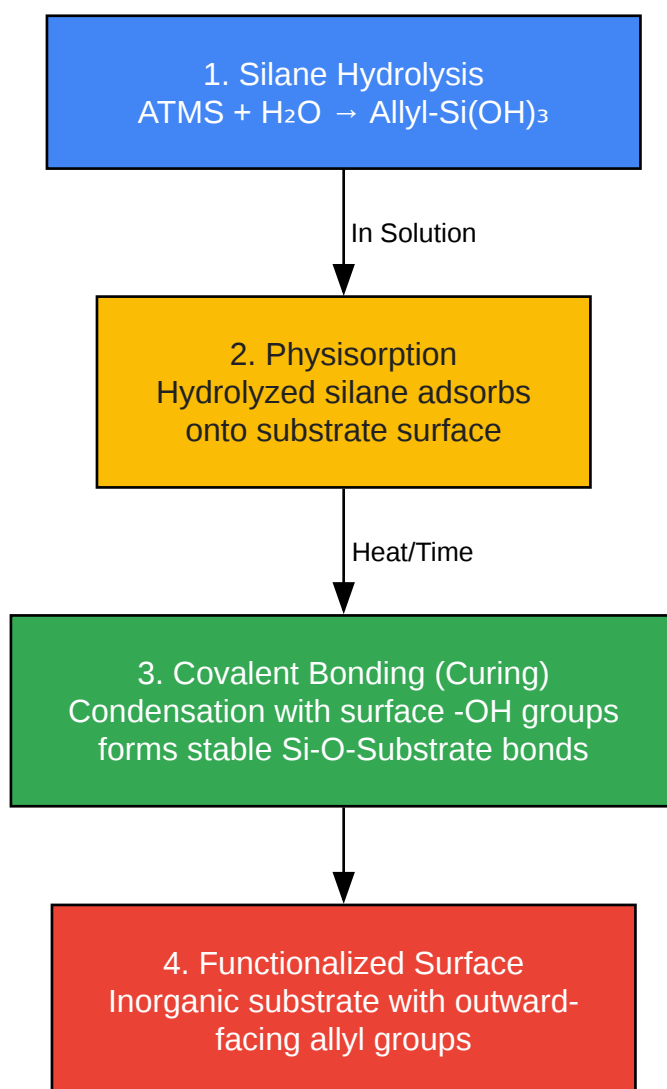 1. Silane Hydrolysis
ATMS + H₂O → Allyl-Si(OH)₃
In Solution
2. Physisorption
Hydrolyzed silane adsorbs
onto substrate surface
Heat/Time
3. Covalent Bonding (Curing)
Condensation with surface -OH groups
forms stable Si-O-Substrate bonds
4. Functionalized Surface
Inorganic substrate with outward-
facing allyl groups